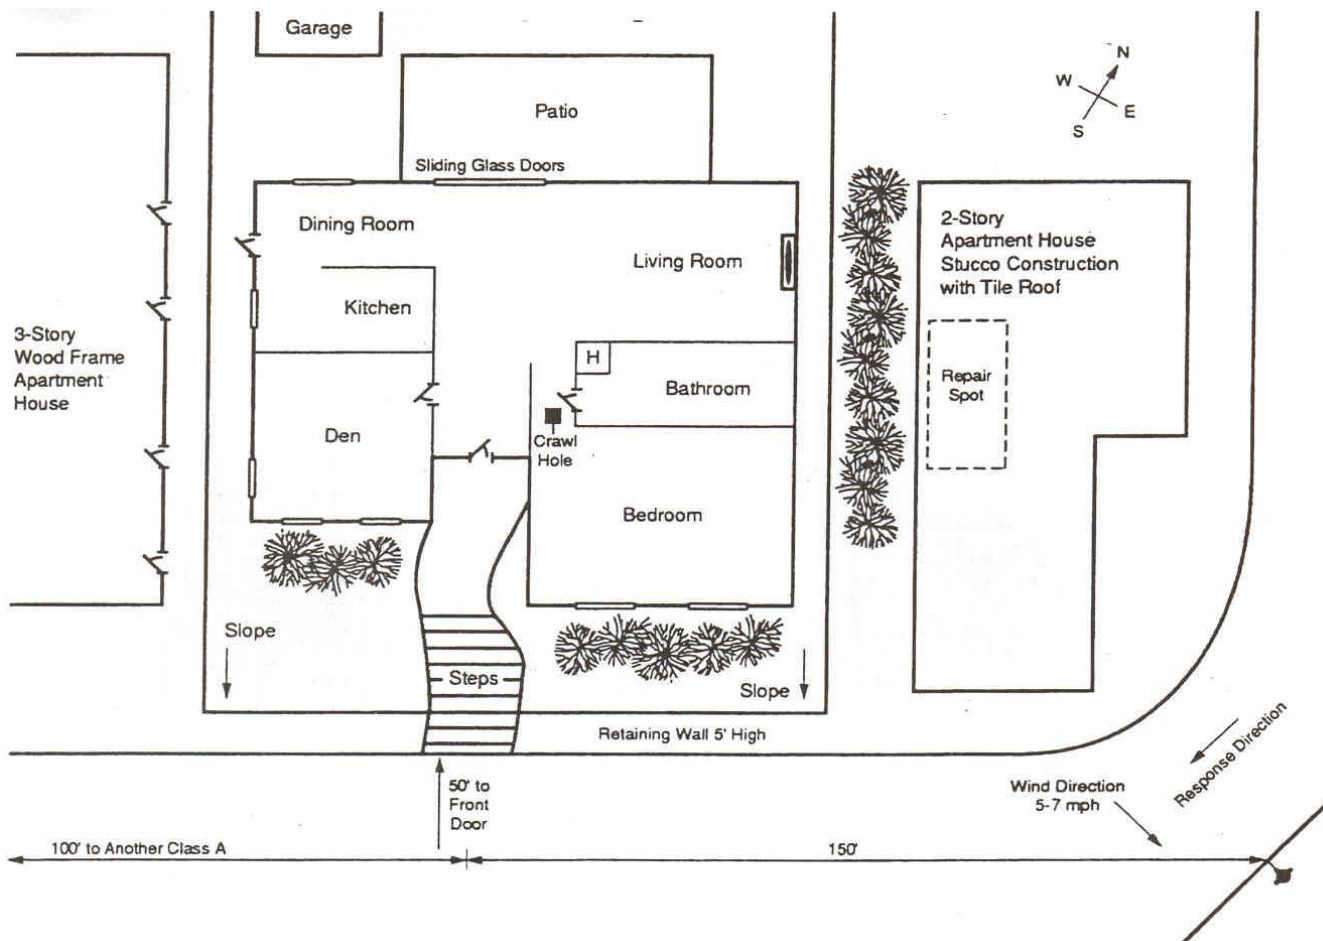 Garage
Patio
Sliding Glass Doors
N
W
E
S
Dining Room
Living Room
2-Story
Apartment House
Stucco Construction
with Tile Roof
Kitchen
3-Story
Wood Frame
Apartment
House
H
Bathroom
Repair
Spot
Den
Crawl
Hole
Bedroom
Slope
Steps
Slope
Retaining Wall 5' High
Response Direction
50' to
Front
Door
Wind Direction
5-7 mph
100' to Another Class A
150'